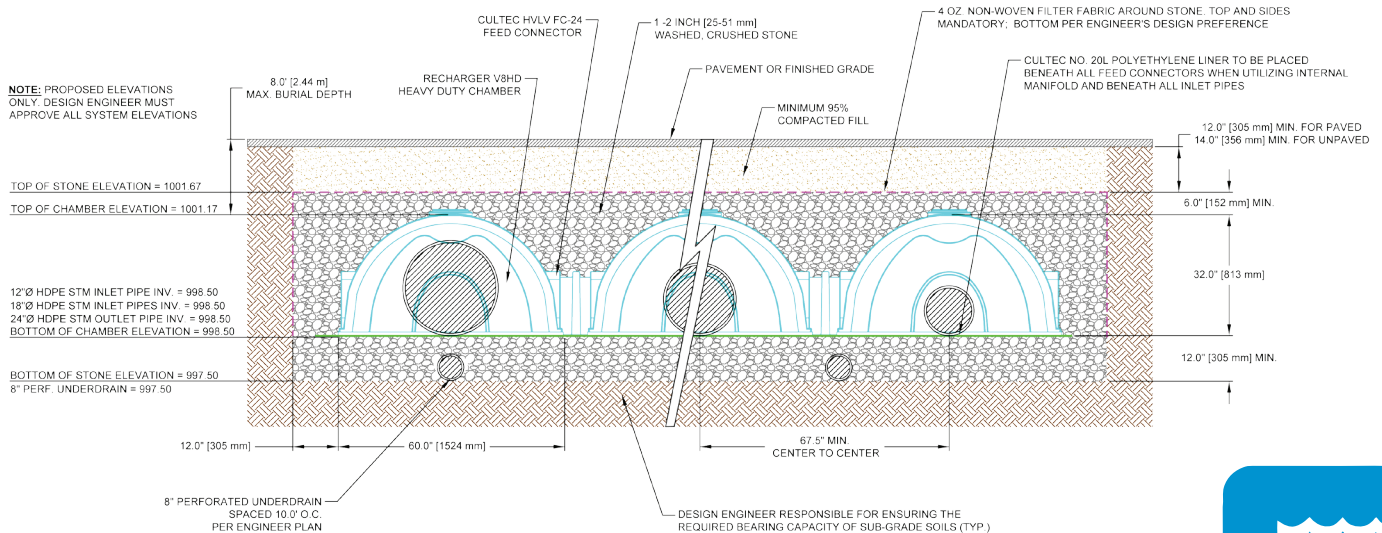 CULTEC HVLV FC-24
FEED CONNECTOR
1 -2 INCH [25-51 mm]
WASHED, CRUSHED STONE
4 OZ. NON-WOVEN FILTER FABRIC AROUND STONE. TOP AND SIDES
MANDATORY; BOTTOM PER ENGINEER'S DESIGN PREFERENCE
NOTE: PROPOSED ELEVATIONS
ONLY. DESIGN ENGINEER MUST
APPROVE ALL SYSTEM ELEVATIONS
8.0' [2.44 m]
MAX. BURIAL DEPTH
RECHARGER V8HD
HEAVY DUTY CHAMBER
PAVEMENT OR FINISHED GRADE
CULTEC NO. 20L POLYETHYLENE LINER TO BE PLACED
BENEATH ALL FEED CONNECTORS WHEN UTILIZING INTERNAL
MANIFOLD AND BENEATH ALL INLET PIPES
MINIMUM 95%
COMPACTED FILL
12.0" [305 mm] MIN. FOR PAVED
14.0" [356 mm] MIN. FOR UNPAVED
TOP OF STONE ELEVATION = 1001.67
TOP OF CHAMBER ELEVATION = 1001.17
6.0" [152 mm] MIN.
32.0" [813 mm]
12"Ø HDPE STM INLET PIPE INV. = 998.50
18"Ø HDPE STM INLET PIPES INV. = 998.50
24"Ø HDPE STM OUTLET PIPE INV. = 998.50
BOTTOM OF CHAMBER ELEVATION = 998.50
12.0" [305 mm] MIN.
BOTTOM OF STONE ELEVATION = 997.50
8" PERF. UNDERDRAIN = 997.50
12.0" [305 mm]
60.0" [1524 mm]
67.5" MIN.
CENTER TO CENTER
8" PERFORATED UNDERDRAIN
SPACED 10.0' O.C.
PER ENGINEER PLAN
DESIGN ENGINEER RESPONSIBLE FOR ENSURING THE
REQUIRED BEARING CAPACITY OF SUB-GRADE SOILS (TYP.)